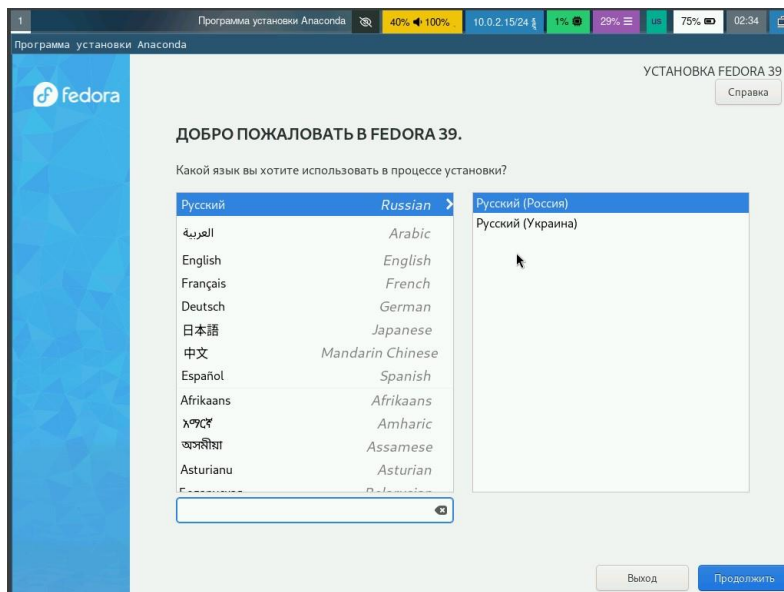 1 Программа установки Anaconda 40% 100% 10.0.2.15/24 1% 29% us 75% 02:34
Программа установки Anaconda
fedora
УСТАНОВКА FEDORA 39
Справка
ДОБРО ПОЖАЛОВАТЬ В FEDORA 39.
Какой язык вы хотите использовать в процессе установки?
Русский Russian
العربية Arabic
English English
Français French
Deutsch German
日本語 Japanese
中文 Mandarin Chinese
Español Spanish
Afrikaans Afrikaans
አማርኛ Amharic
অসমীয়া Assamese
Asturianu Asturian
Русский (Россия)
Русский (Украина)
Выход
Продолжить